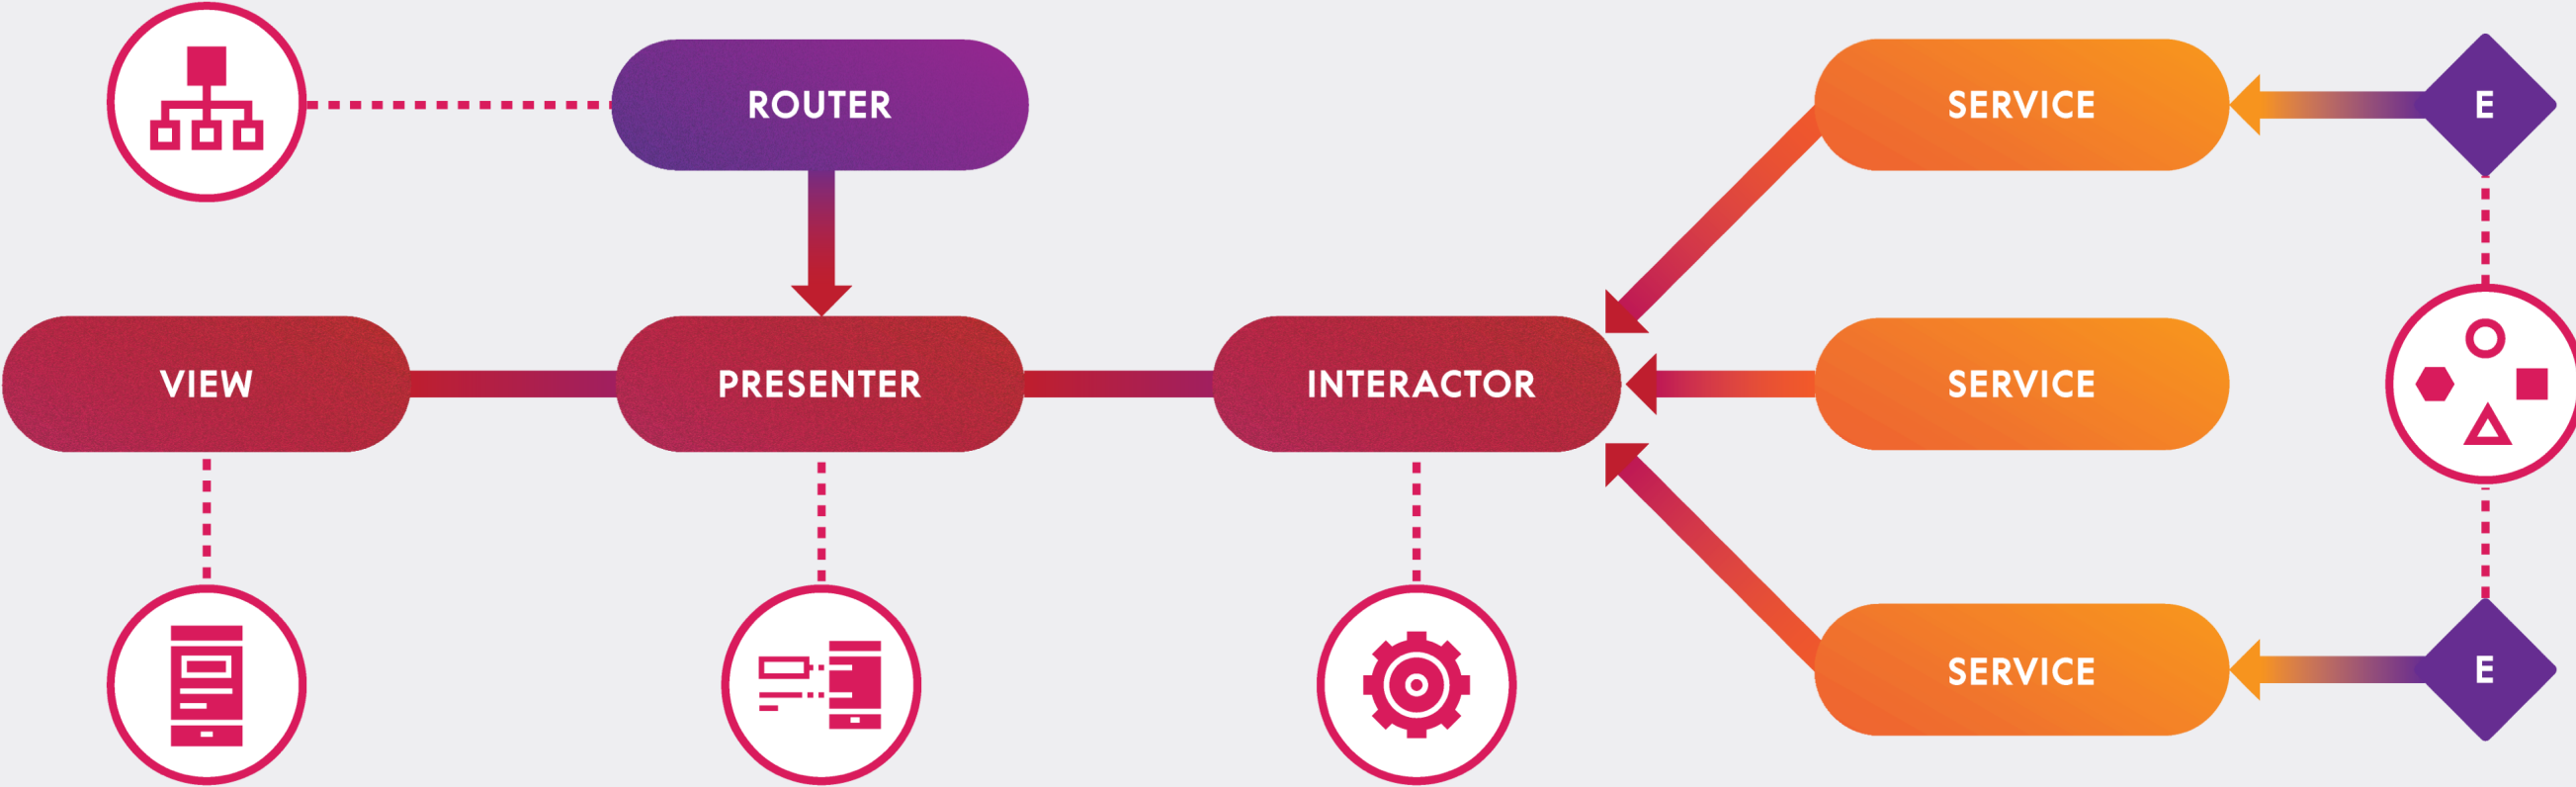 ROUTER
SERVICE
E
VIEW
PRESENTER
INTERACTOR
SERVICE
SERVICE
E